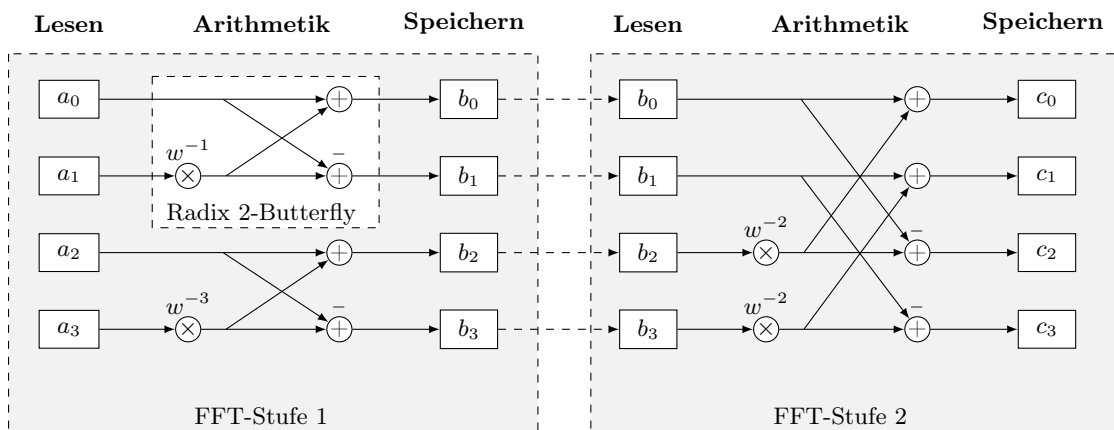 Lesen Arithmetik Speichern Lesen Arithmetik Speichern
a₀ + b₀ b₀ + c₀
w⁻¹ −
a₁ × + b₁ b₁ + c₁
Radix 2-Butterfly
w⁻² −
a₂ + b₂ b₂ × + c₂
w⁻³ − w⁻² −
a₃ × + b₃ b₃ × + c₃
FFT-Stufe 1 FFT-Stufe 2